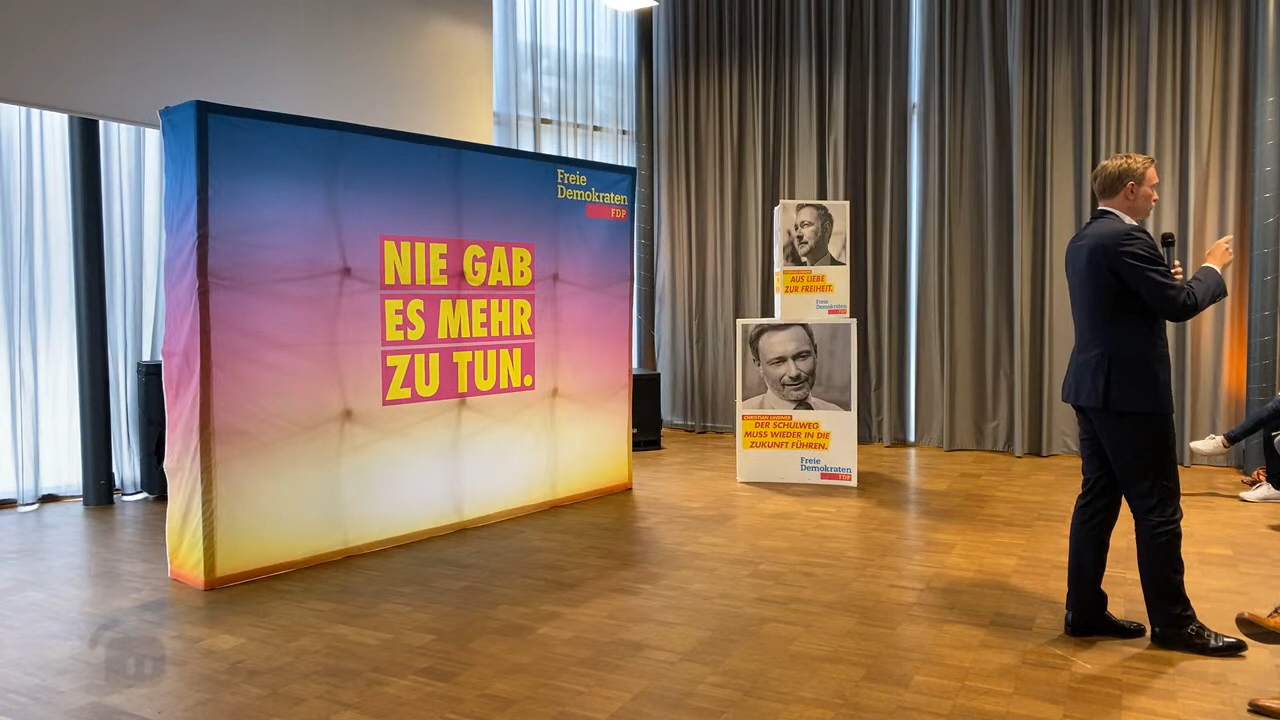 Freie
Demokraten
FDP
NIE GAB
ES MEHR
ZU TUN.
AUS LIEBE
ZUR FREIHEIT.
Freie
Demokraten
CHRISTIAN LINDNER
DER SCHULWEG
MUSS WIEDER IN DIE
ZUKUNFT FÜHREN.
Freie
Demokraten
FDP